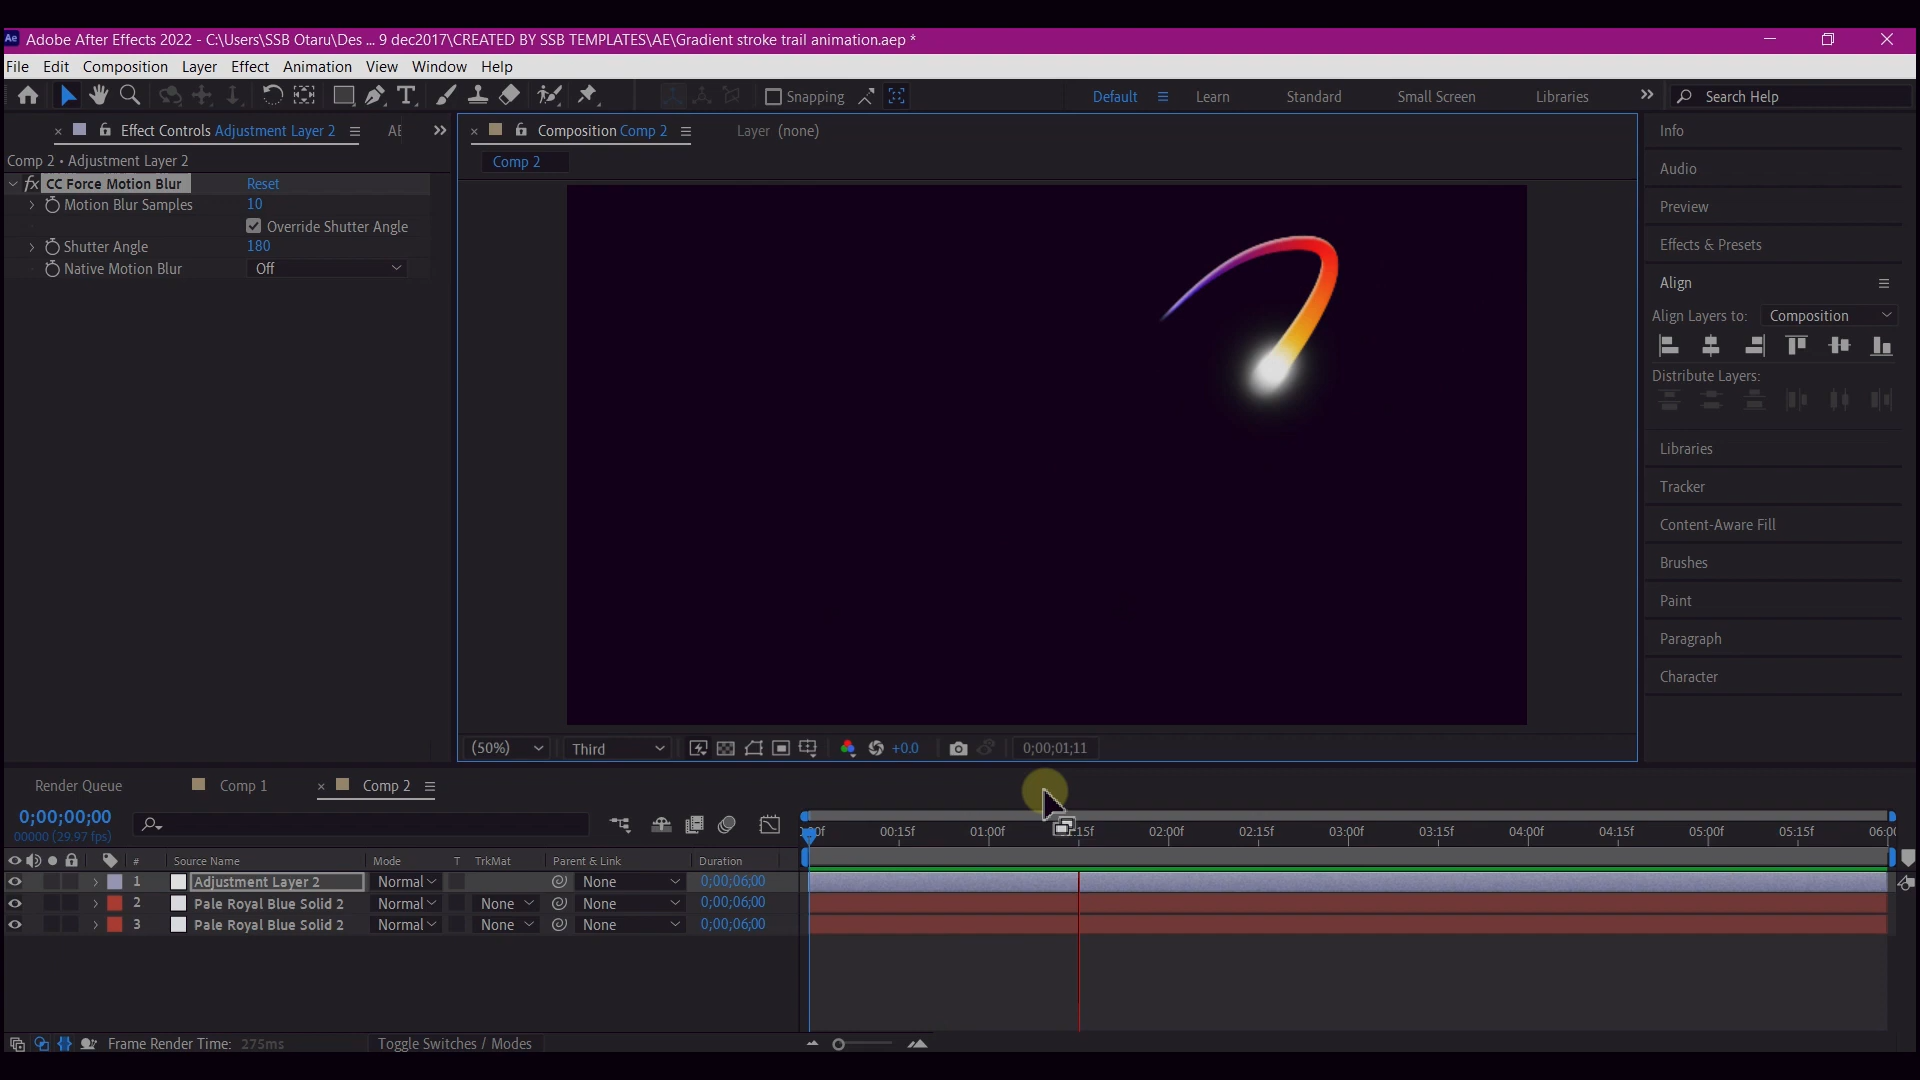 Adobe After Effects 2022 - C:\Users\SSB Otaru\Des ... 9 dec2017\CREATED BY SSB TEMPLATES\AE\Gradient stroke trail animation.aep *
File Edit Composition Layer Effect Animation View Window Help
Snapping Default Learn Standard Small Screen Libraries Search Help
Effect Controls Adjustment Layer 2
Composition Comp 2 Layer (none)
Comp 2 • Adjustment Layer 2
Comp 2
fx CC Force Motion Blur Reset
Motion Blur Samples 10
Override Shutter Angle
Shutter Angle 180
Native Motion Blur Off
Info
Audio
Preview
Effects & Presets
Align
Align Layers to: Composition
Distribute Layers:
Libraries
Tracker
Content-Aware Fill
Brushes
Paint
Paragraph
Character
(50%) Third +0.0 0;00;01;11
Render Queue Comp 1 Comp 2
0;00;00;00
00000 (29.97 fps)
00:15f 01:00f 02:00f 02:15f 03:00f 03:15f 04:00f 04:15f 05:00f 05:15f
# Source Name Mode T TrkMat Parent & Link Duration
1 Adjustment Layer 2 Normal None 0;00;06;00
2 Pale Royal Blue Solid 2 Normal None None 0;00;06;00
3 Pale Royal Blue Solid 2 Normal None None 0;00;06;00
Frame Render Time: 275ms Toggle Switches / Modes